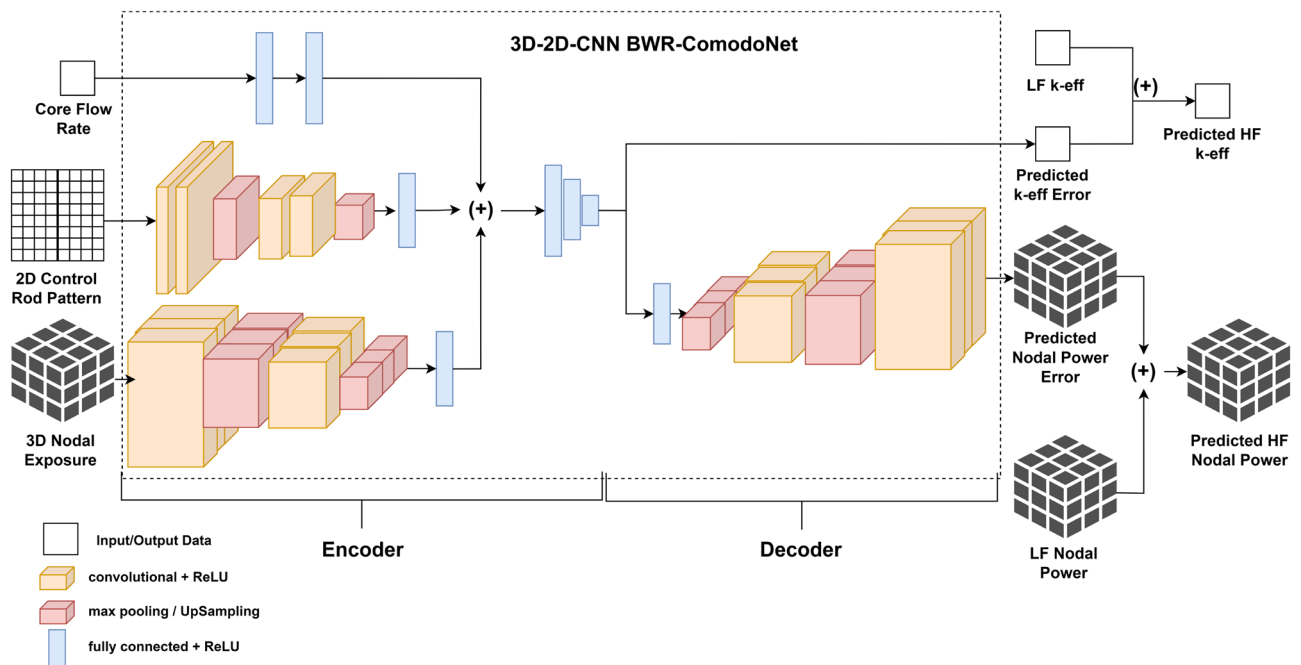 3D-2D-CNN BWR-ComodoNet
Core Flow
Rate
2D Control
Rod Pattern
3D Nodal
Exposure
(+)
LF k-eff
(+)
Predicted HF
k-eff
Predicted
k-eff Error
Predicted
Nodal Power
Error
(+)
Predicted HF
Nodal Power
LF Nodal
Power
Encoder
Decoder
Input/Output Data
convolutional + ReLU
max pooling / UpSampling
fully connected + ReLU